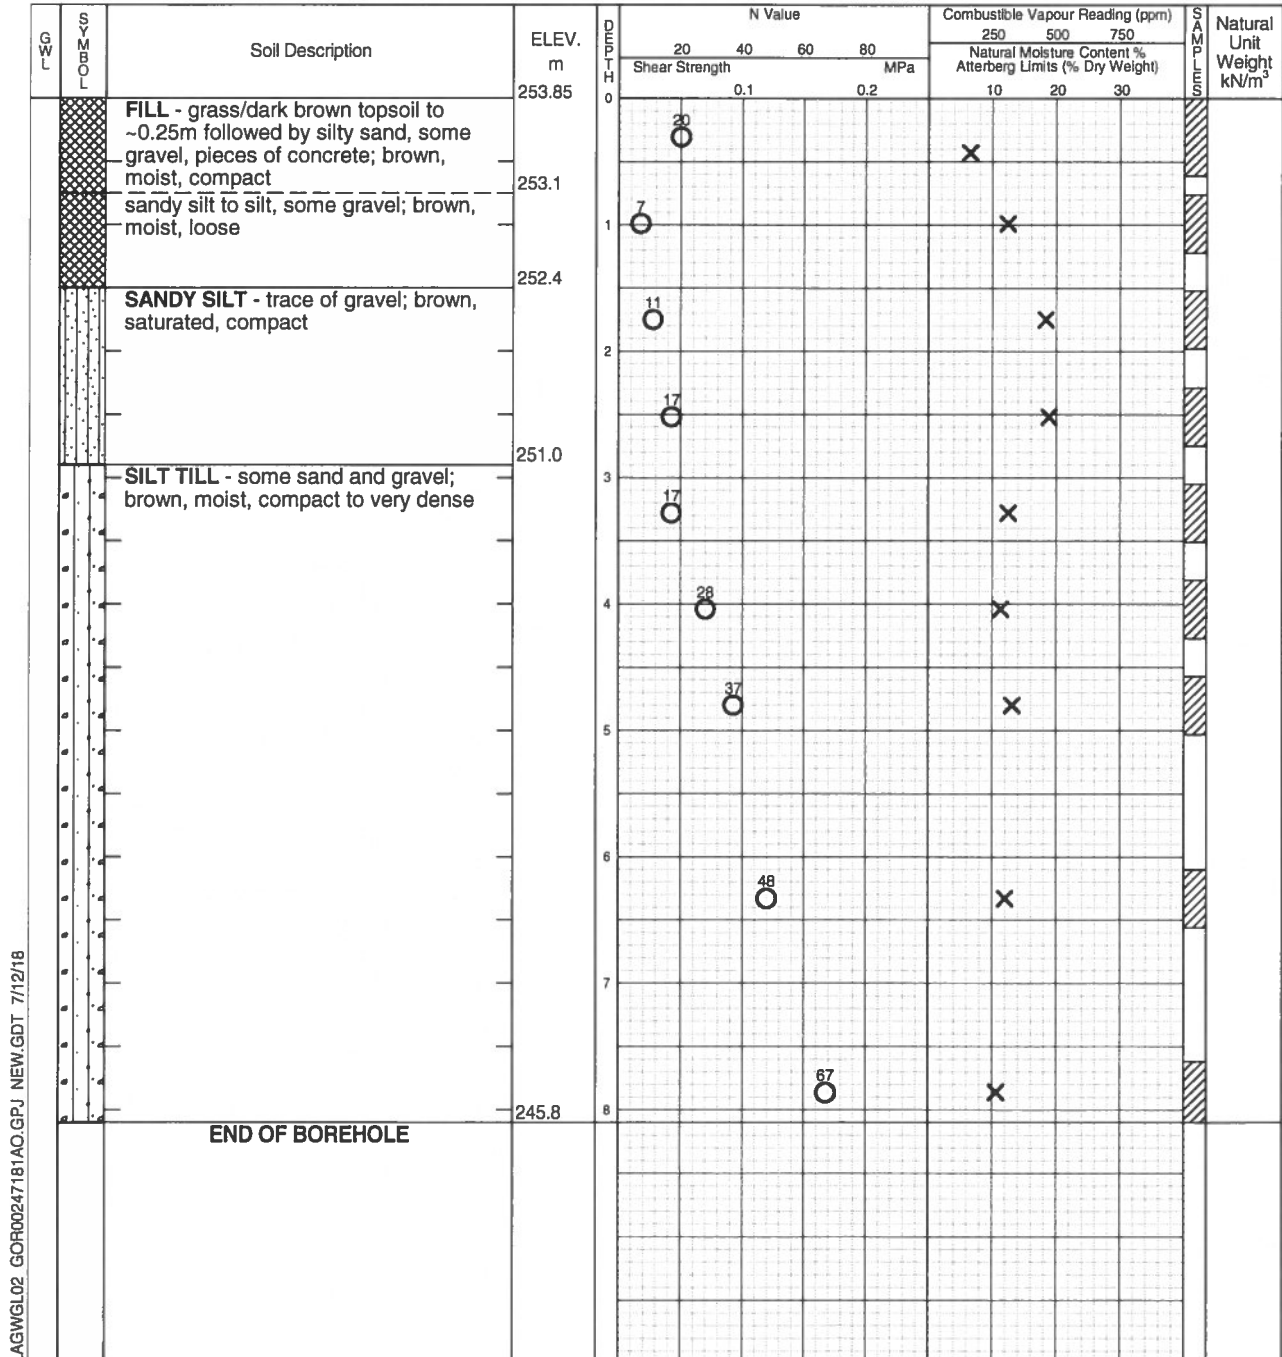 GWL
SYMBOL
Soil Description
ELEV.
m
DEPTH
N Value
20 40 60 80
Shear Strength MPa
0.1 0.2
Combustible Vapour Reading (ppm)
250 500 750
Natural Moisture Content %
Atterberg Limits (% Dry Weight)
10 20 30
SAMPLES
Natural
Unit
Weight
kN/m³
253.85
0
FILL - grass/dark brown topsoil to
~0.25m followed by silty sand, some
gravel, pieces of concrete; brown,
moist, compact
20
253.1
sandy silt to silt, some gravel; brown,
moist, loose
7
1
252.4
SANDY SILT - trace of gravel; brown,
saturated, compact
11
2
17
251.0
SILT TILL - some sand and gravel;
brown, moist, compact to very dense
3
17
28
4
37
5
6
48
7
67
8
245.8
END OF BOREHOLE
AGWGL02 GOR00247181AO.GPJ NEW.GDT 7/12/18